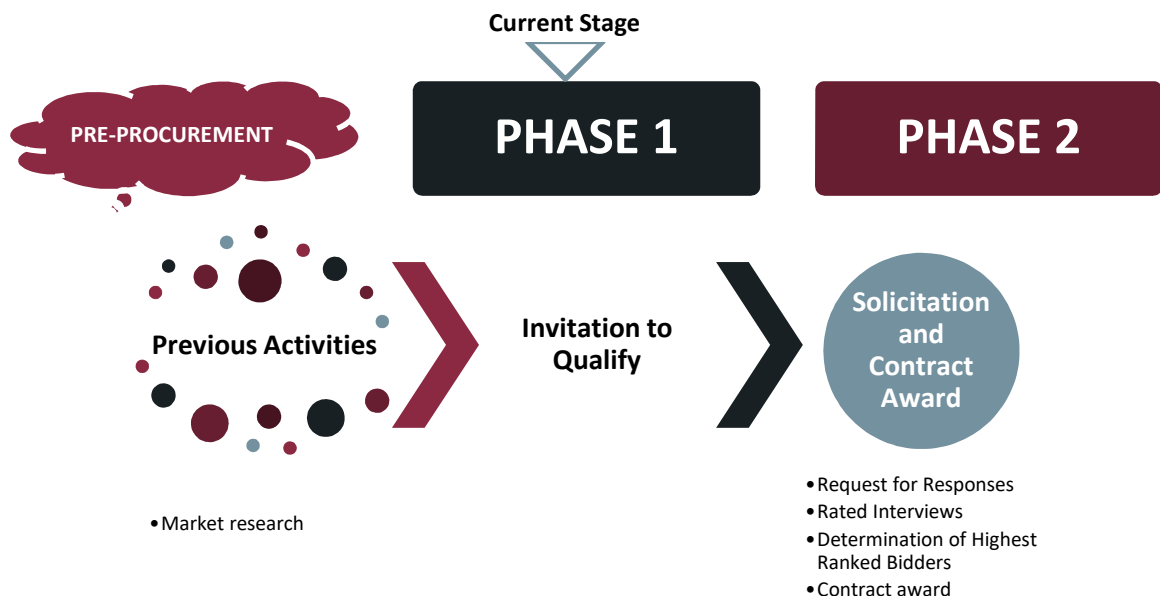 Current Stage
PRE-PROCUREMENT
PHASE 1
PHASE 2
Previous Activities
Invitation to
Qualify
Solicitation
and
Contract
Award
•Market research
•Request for Responses
•Rated Interviews
•Determination of Highest
Ranked Bidders
•Contract award